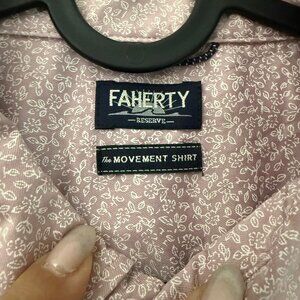 FAHERTY
— RESERVE —
The MOVEMENT SHIRT